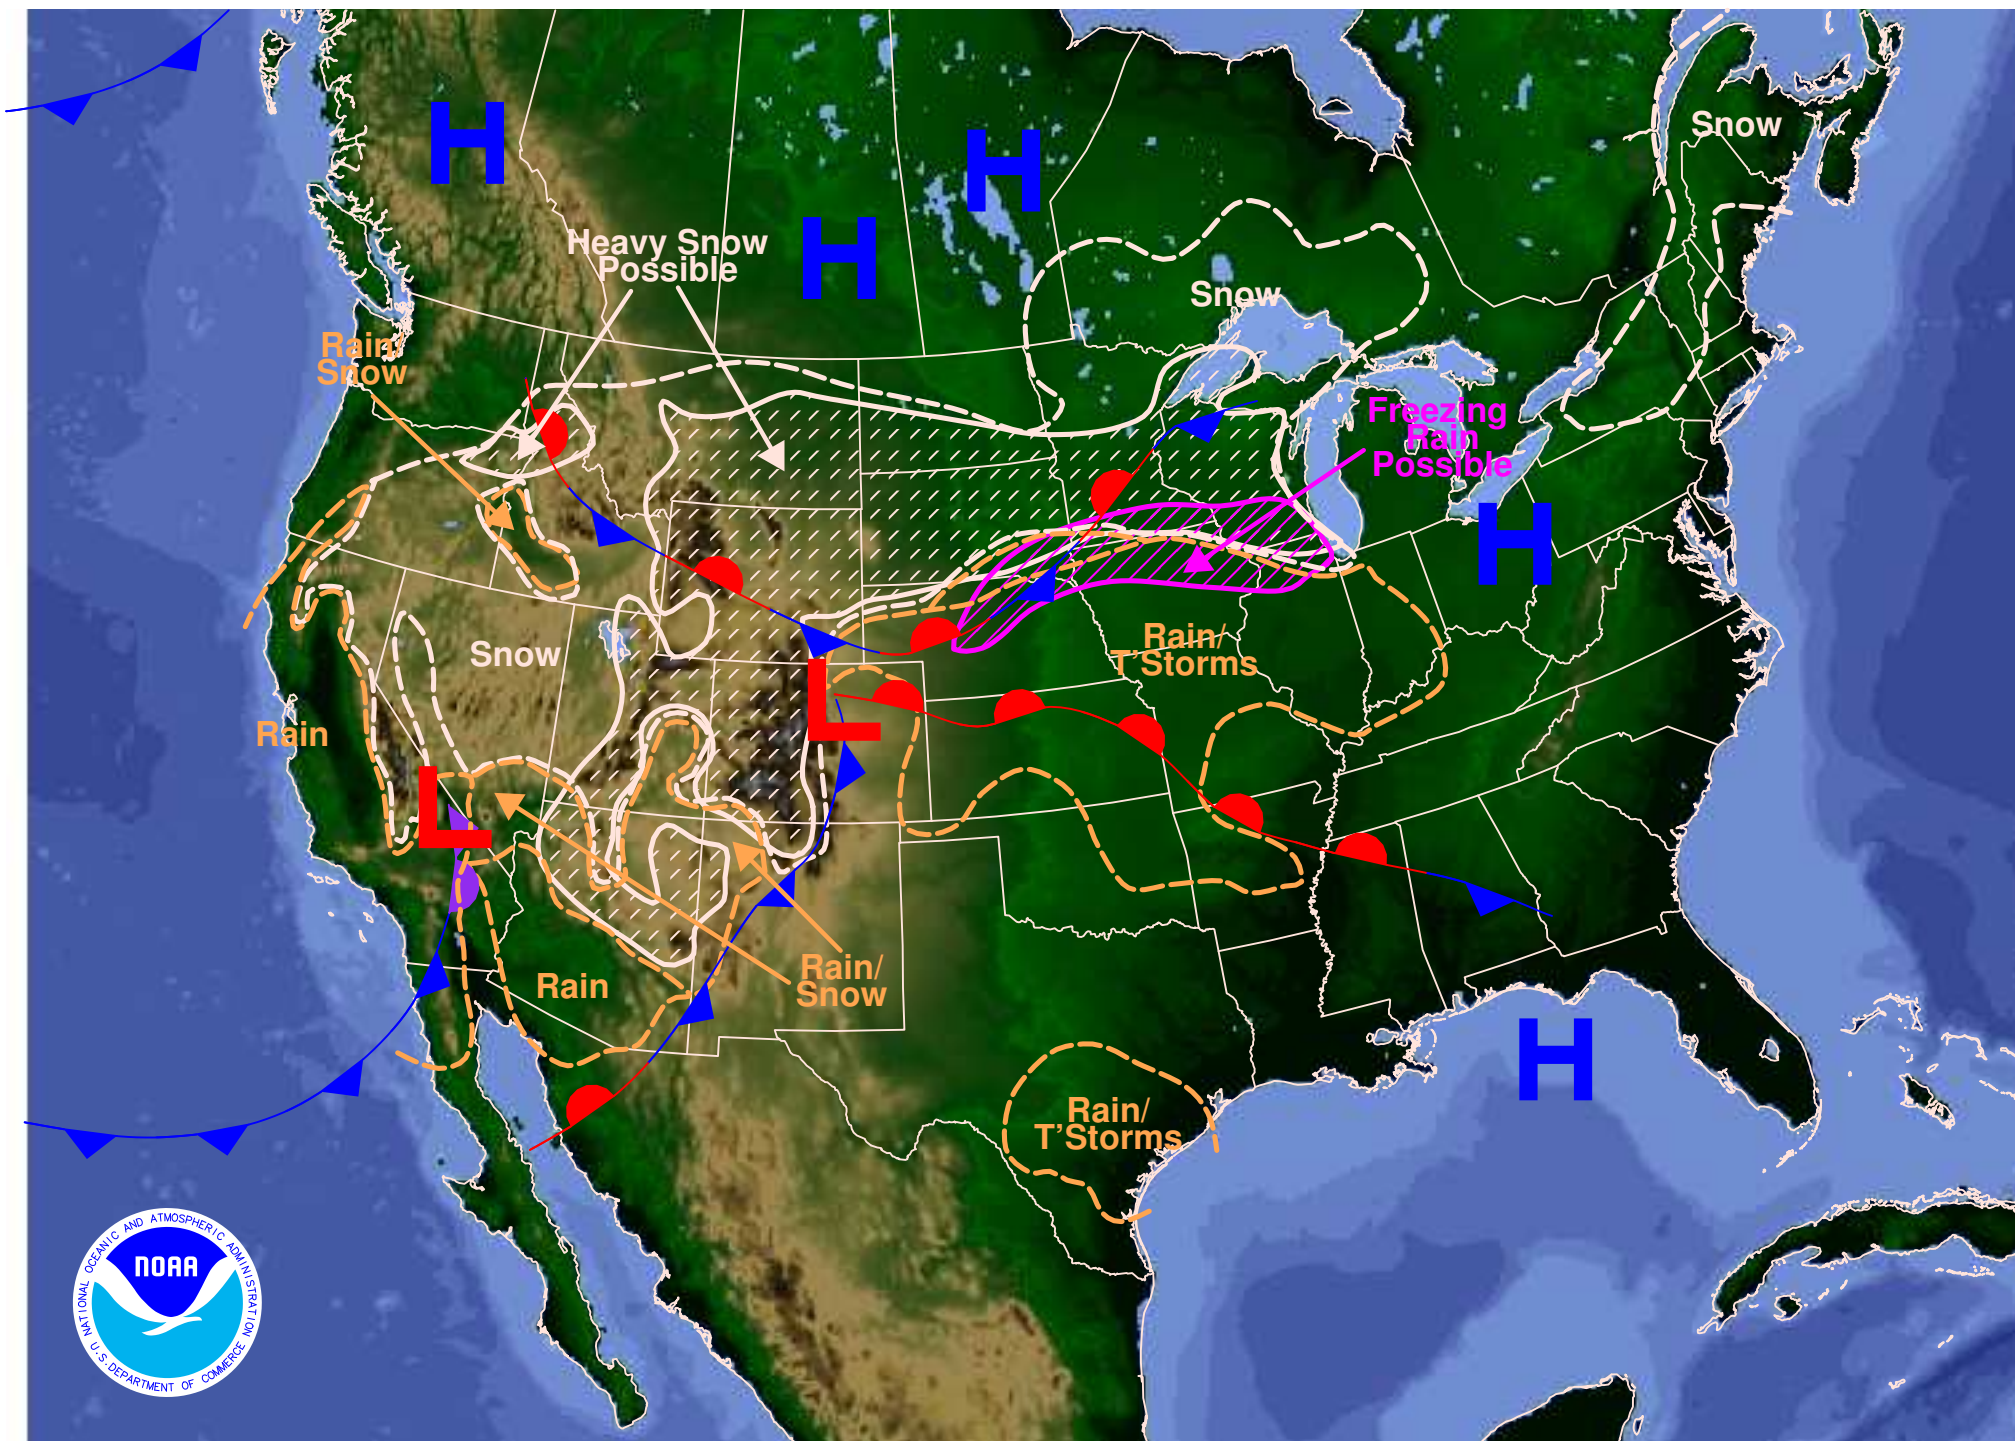 H
H
Snow
H
Heavy Snow
Possible
Snow
Rain/
Snow
Freezing
Rain
Possible
H
Rain/
T'Storms
Snow
L
Rain
L
Rain/
Snow
Rain
H
Rain/
T'Storms
NATIONAL OCEANIC AND ATMOSPHERIC ADMINISTRATION
NOAA
U.S. DEPARTMENT OF COMMERCE